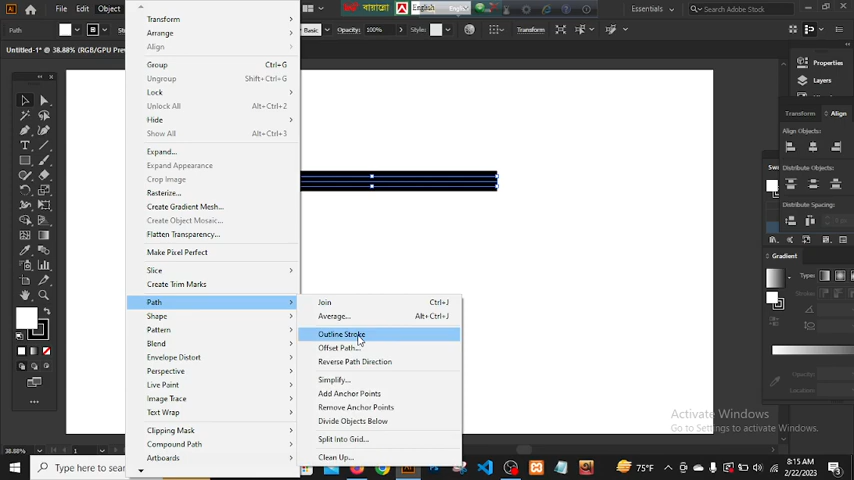 File
Edit
Object
বায়ান্নো
English
Essentials
Search Adobe Stock
Path
Basic
Opacity:
100%
Style:
Transform
Untitled-1* @ 38.88% (RGB/GPU Pre
Transform
Arrange
Align
Group Ctrl+G
Ungroup Shift+Ctrl+G
Lock
Unlock All Alt+Ctrl+2
Hide
Show All Alt+Ctrl+3
Expand...
Expand Appearance
Crop Image
Rasterize...
Create Gradient Mesh...
Create Object Mosaic...
Flatten Transparency...
Make Pixel Perfect
Slice
Create Trim Marks
Path
Shape
Pattern
Blend
Envelope Distort
Perspective
Live Paint
Image Trace
Text Wrap
Clipping Mask
Compound Path
Artboards
Join Ctrl+J
Average... Alt+Ctrl+J
Outline Stroke
Offset Path...
Reverse Path Direction
Simplify...
Add Anchor Points
Remove Anchor Points
Divide Objects Below
Split Into Grid...
Clean Up...
Properties
Layers
Transform
Align
Align Objects:
Distribute Objects:
Distribute Spacing:
Gradient
Type:
Stroke:
Opacity:
Location:
Activate Windows
Go to Settings to activate Windows.
38.88%
1
Type here to sear
75°F
8:15 AM
2/22/2023